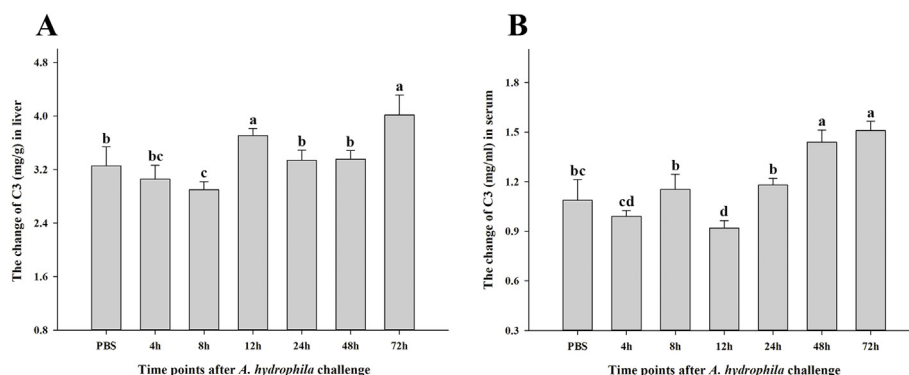 A
The change of C3 (mg/g) in liver
4.8
4.0
3.2
2.4
1.6
0.8
b
bc
c
a
b
b
a
PBS 4h 8h 12h 24h 48h 72h
Time points after A. hydrophila challenge
B
The change of C3 (mg/ml) in serum
1.8
1.5
1.2
0.9
0.6
0.3
bc
cd
b
d
b
a
a
PBS 4h 8h 12h 24h 48h 72h
Time points after A. hydrophila challenge